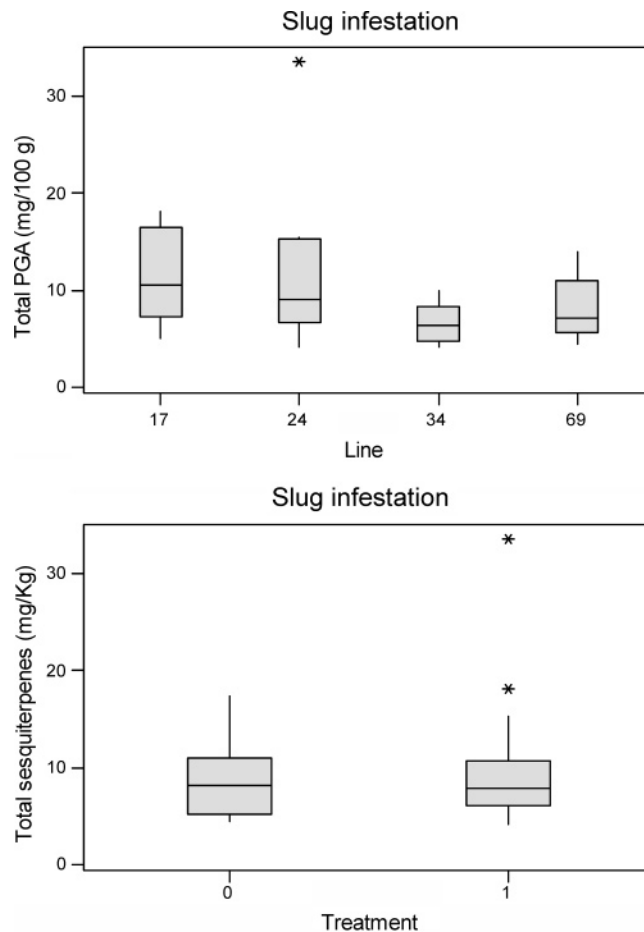 Slug infestation
Total PGA (mg/100 g)
30
20
10
0
17 24 34 69
Line
Slug infestation
Total sesquiterpenes (mg/Kg)
30
20
10
0
0 1
Treatment